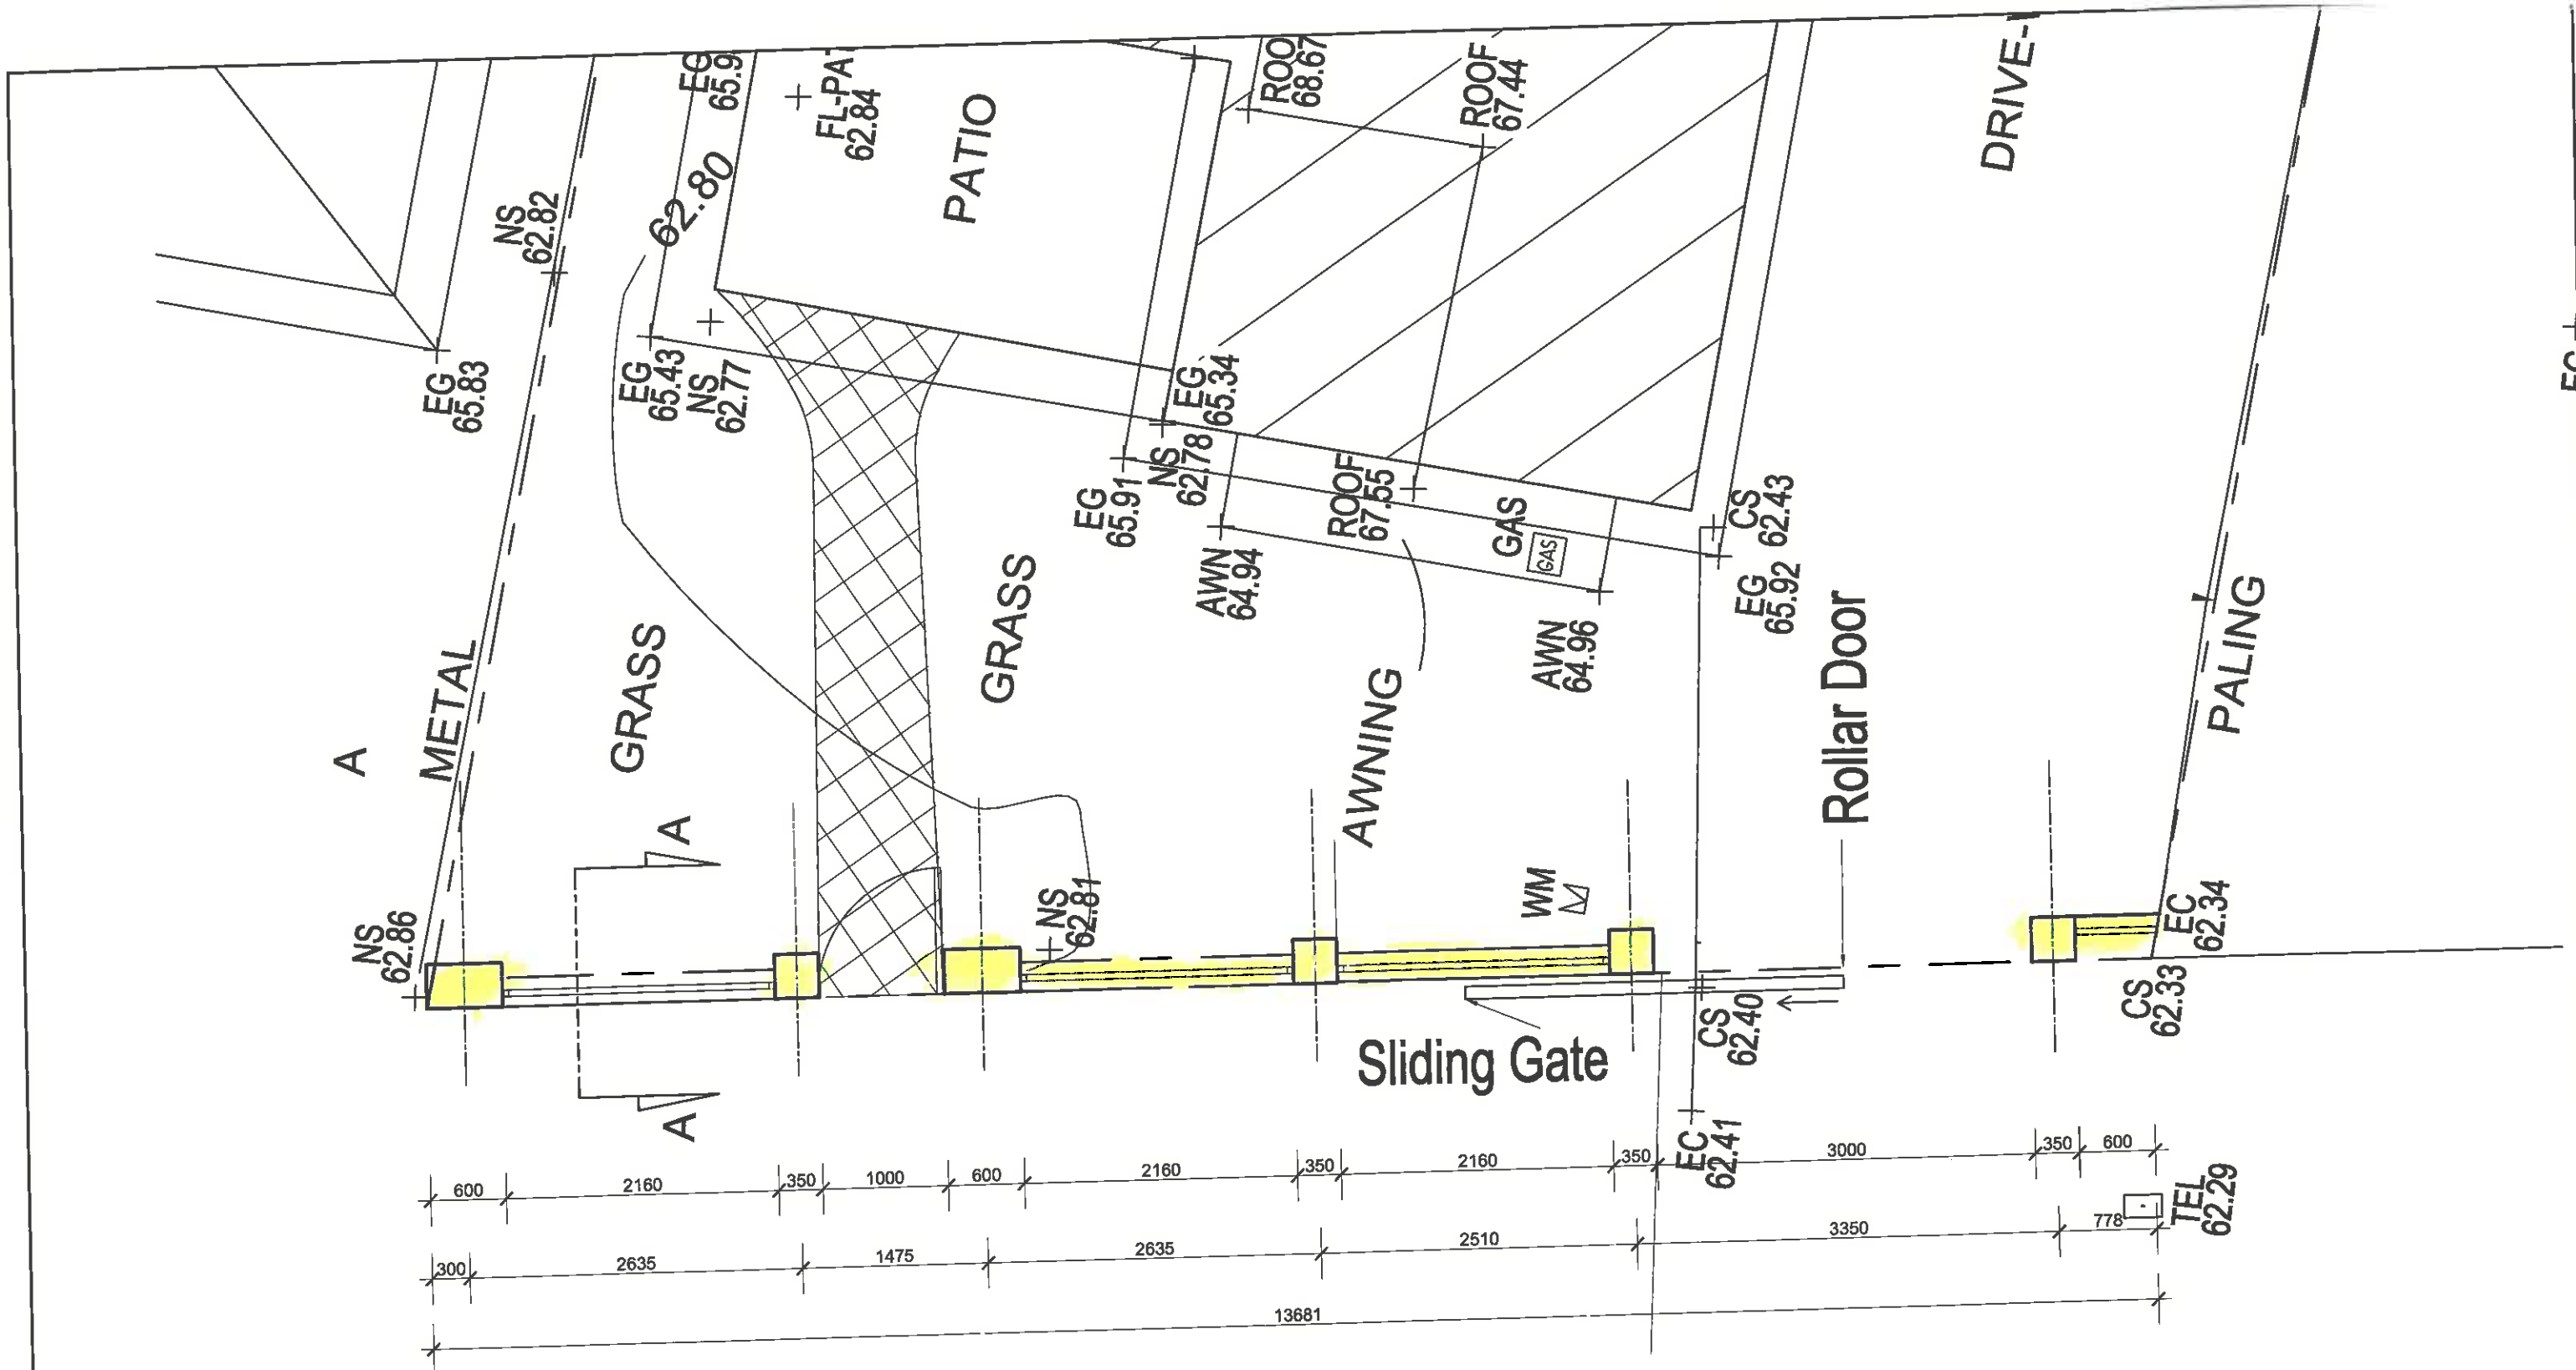 EG
65.9
FL-PA
62.84
PATIO
ROO
68.67
ROOF
67.44
DRIVE-
NS
62.82
62.80
EG
65.83
EG
65.43
NS
62.77
EG
65.34
NS
62.78
EG
65.91
ROOF
67.55
GAS
GAS
CS
62.43
EG
65.92
AWN
64.94
AWN
64.96
METAL
GRASS
GRASS
AWNING
Rollar Door
PALING
A
A
NS
62.86
NS
62.81
WM
EC
62.34
CS
62.33
CS
62.40
Sliding Gate
A
EC
62.41
TEL
62.29
600 2160 350 1000 600 2160 350 2160 350 3000 350 600
300 2635 1475 2635 2510 3350 778
13681